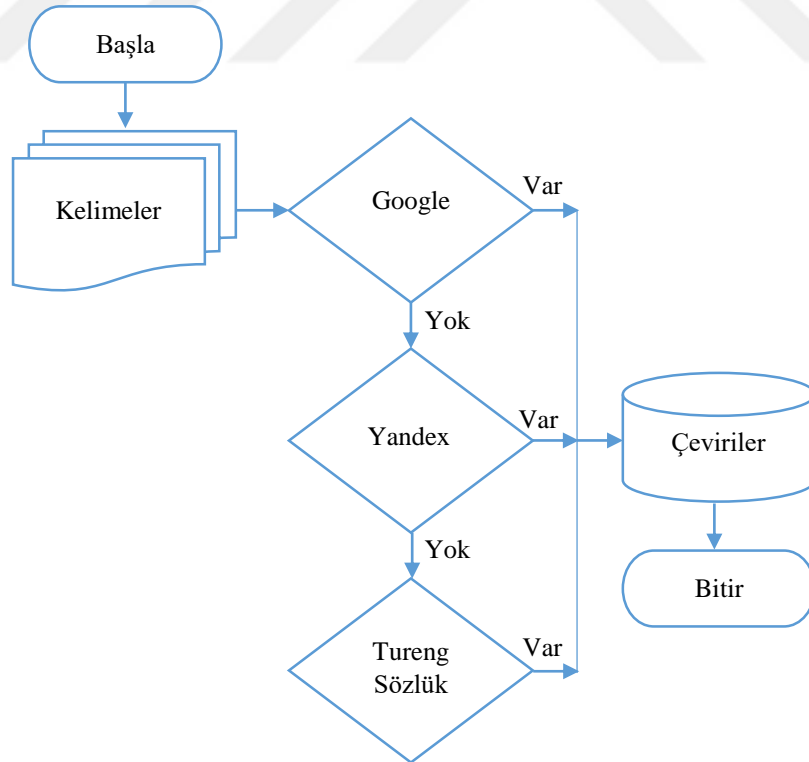 Başla
Kelimeler
Google
Var
Yok
Yandex
Var
Çeviriler
Yok
Bitir
Tureng
Sözlük
Var